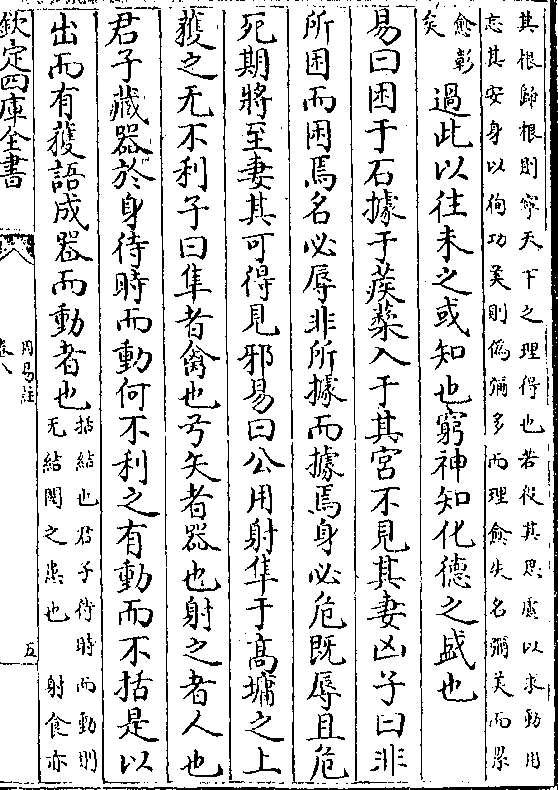 其根歸根則寧天下之理得也若役其思慮以求動用
忘其安身以殉功美則偽彌多而理愈失名彌美而累
愈彰
矣
過此以往未之或知也窮神知化德之盛也
易曰困于石據于蒺蔾入于其宮不見其妻凶子曰非
所困而困焉名必辱非所據而據焉身必危既辱且危
死期將至妻其可得見邪易曰公用射隼于髙墉之上
獲之无不利子曰隼者禽也弓矢者器也射之者人也
君子藏器於身待時而動何不利之有動而不括是以
出而有獲語成器而動者也
括結也君子待時而動則
无結閡之患也 射食亦
欽定四庫全書
周易註
卷八
五